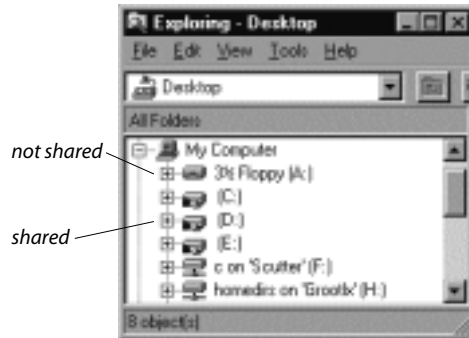 Exploring - Desktop
File Edit View Tools Help
Desktop
All Folders
My Computer
not shared
3½ Floppy (A:)
(C:)
shared
(D:)
(E:)
c on 'Scutter' (F:)
homedirs on 'Grootlx' (H:)
8 object(s)